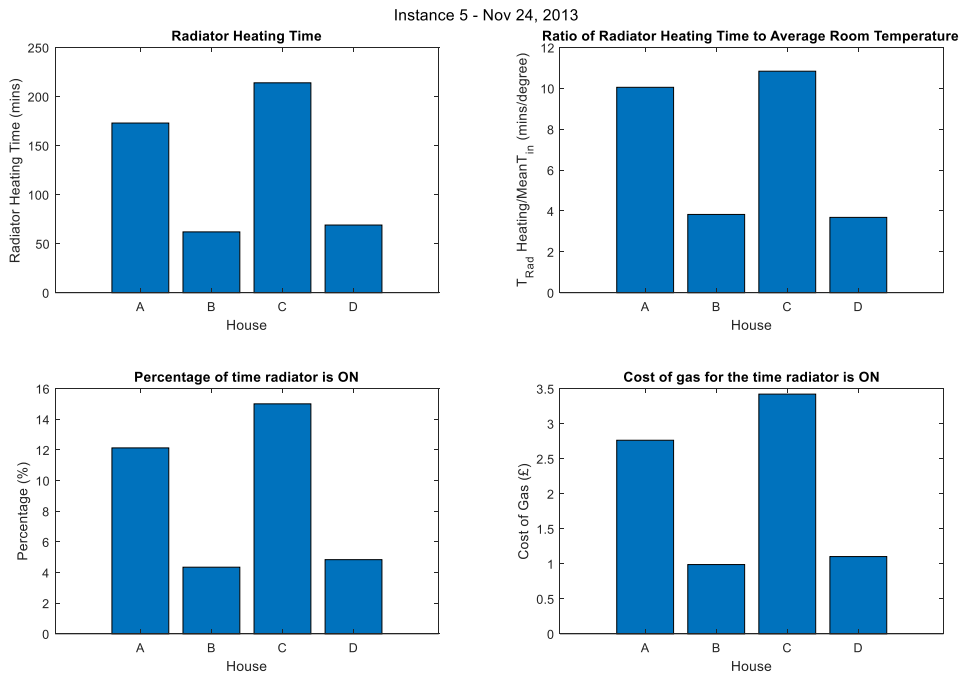 Instance 5 - Nov 24, 2013
Radiator Heating Time
250
200
150
100
50
0
Radiator Heating Time (mins)
A B C D
House
Ratio of Radiator Heating Time to Average Room Temperature
12
10
8
6
4
2
0
T_Rad Heating/MeanT_in (mins/degree)
A B C D
House
Percentage of time radiator is ON
16
14
12
10
8
6
4
2
0
Percentage (%)
A B C D
House
Cost of gas for the time radiator is ON
3.5
3
2.5
2
1.5
1
0.5
0
Cost of Gas (£)
A B C D
House